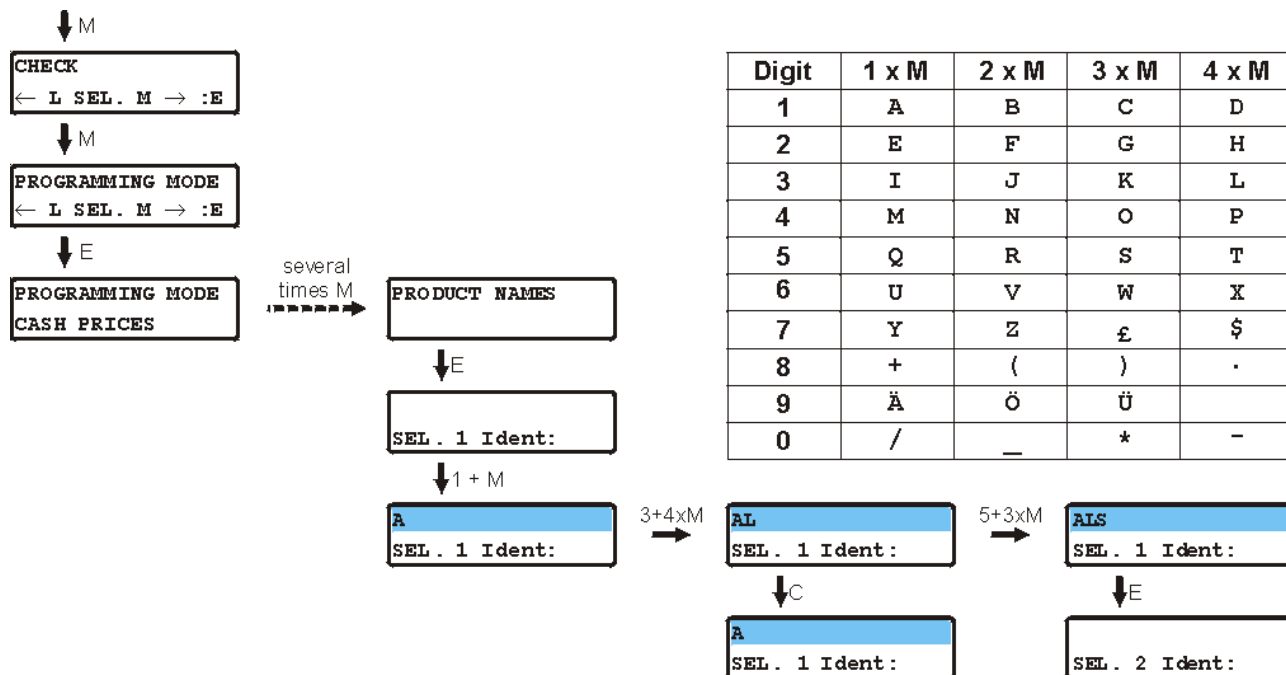 M
CHECK
← L SEL. M → :E
M
PROGRAMMING MODE
← L SEL. M → :E
E
PROGRAMMING MODE
CASH PRICES
several
times M
PRODUCT NAMES
E
SEL. 1 Ident:
1 + M
A
SEL. 1 Ident:
3+4xM
AL
SEL. 1 Ident:
5+3xM
ALS
SEL. 1 Ident:
C
A
SEL. 1 Ident:
E
SEL. 2 Ident:
Digit 1 x M 2 x M 3 x M 4 x M
1 A B C D
2 E F G H
3 I J K L
4 M N O P
5 Q R S T
6 U V W X
7 Y Z £ $
8 + ( ) .
9 Ä Ö Ü
0 / _ * -